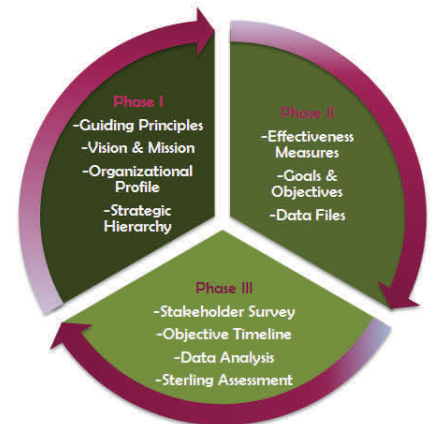 Phase I
-Guiding Principles
-Vision & Mission
-Organizational
Profile
-Strategic
Hierarchy
Phase II
-Effectiveness
Measures
-Goals &
Objectives
-Data Files
Phase III
-Stakeholder Survey
-Objective Timeline
-Data Analysis
-Sterling Assessment